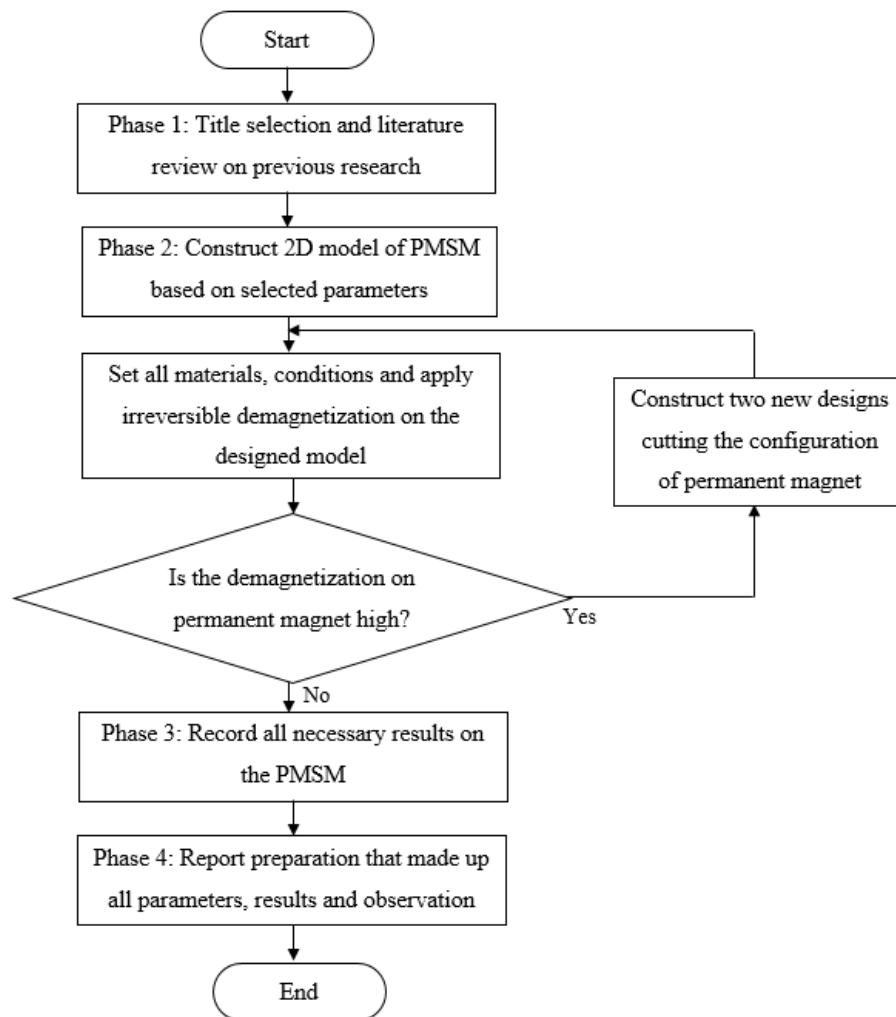 Start
Phase 1: Title selection and literature
review on previous research
Phase 2: Construct 2D model of PMSM
based on selected parameters
Set all materials, conditions and apply
irreversible demagnetization on the
designed model
Construct two new designs
cutting the configuration
of permanent magnet
Is the demagnetization on
permanent magnet high?
Yes
No
Phase 3: Record all necessary results on
the PMSM
Phase 4: Report preparation that made up
all parameters, results and observation
End